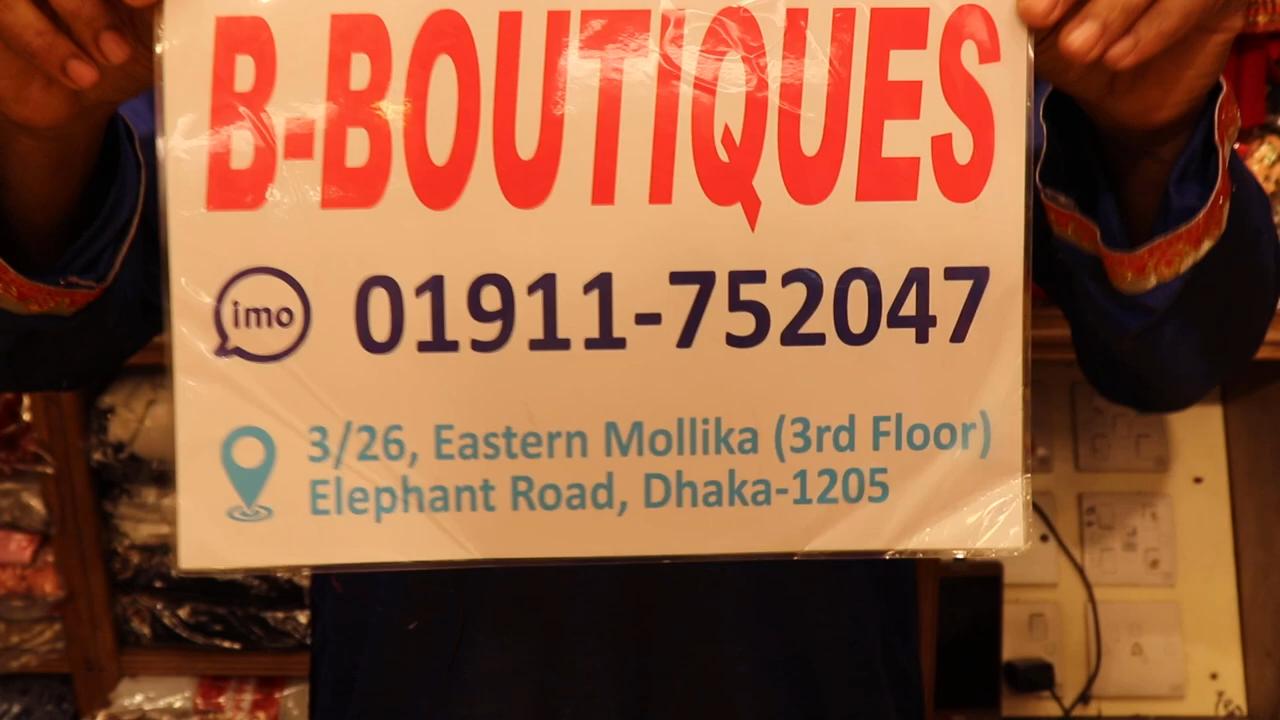 B-BOUTIQUES
imo 01911-752047
3/26, Eastern Mollika (3rd Floor)
Elephant Road, Dhaka-1205